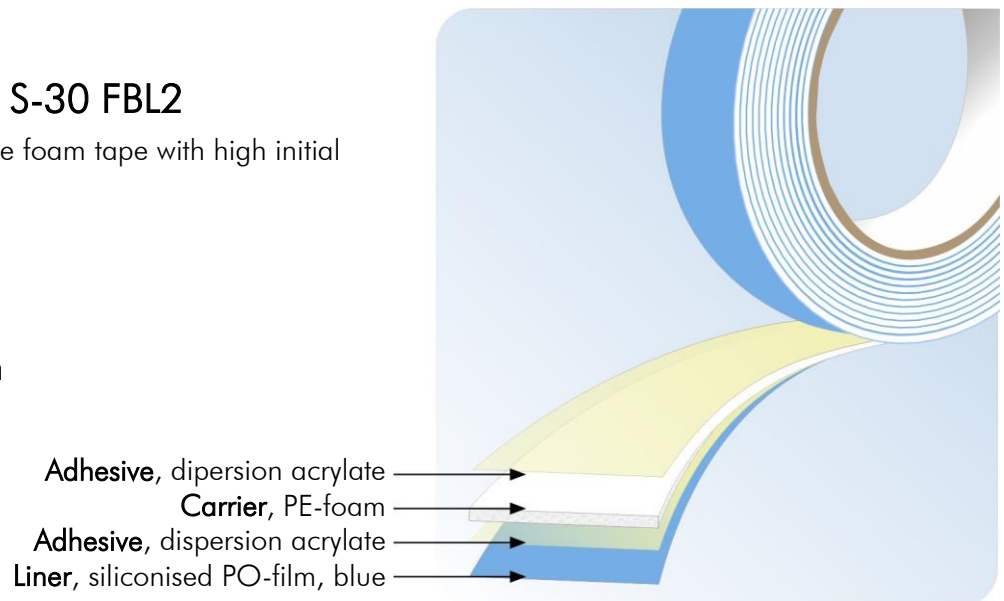 S-30 FBL2
e foam tape with high initial
Adhesive, dipersion acrylate
Carrier, PE-foam
Adhesive, dispersion acrylate
Liner, siliconised PO-film, blue